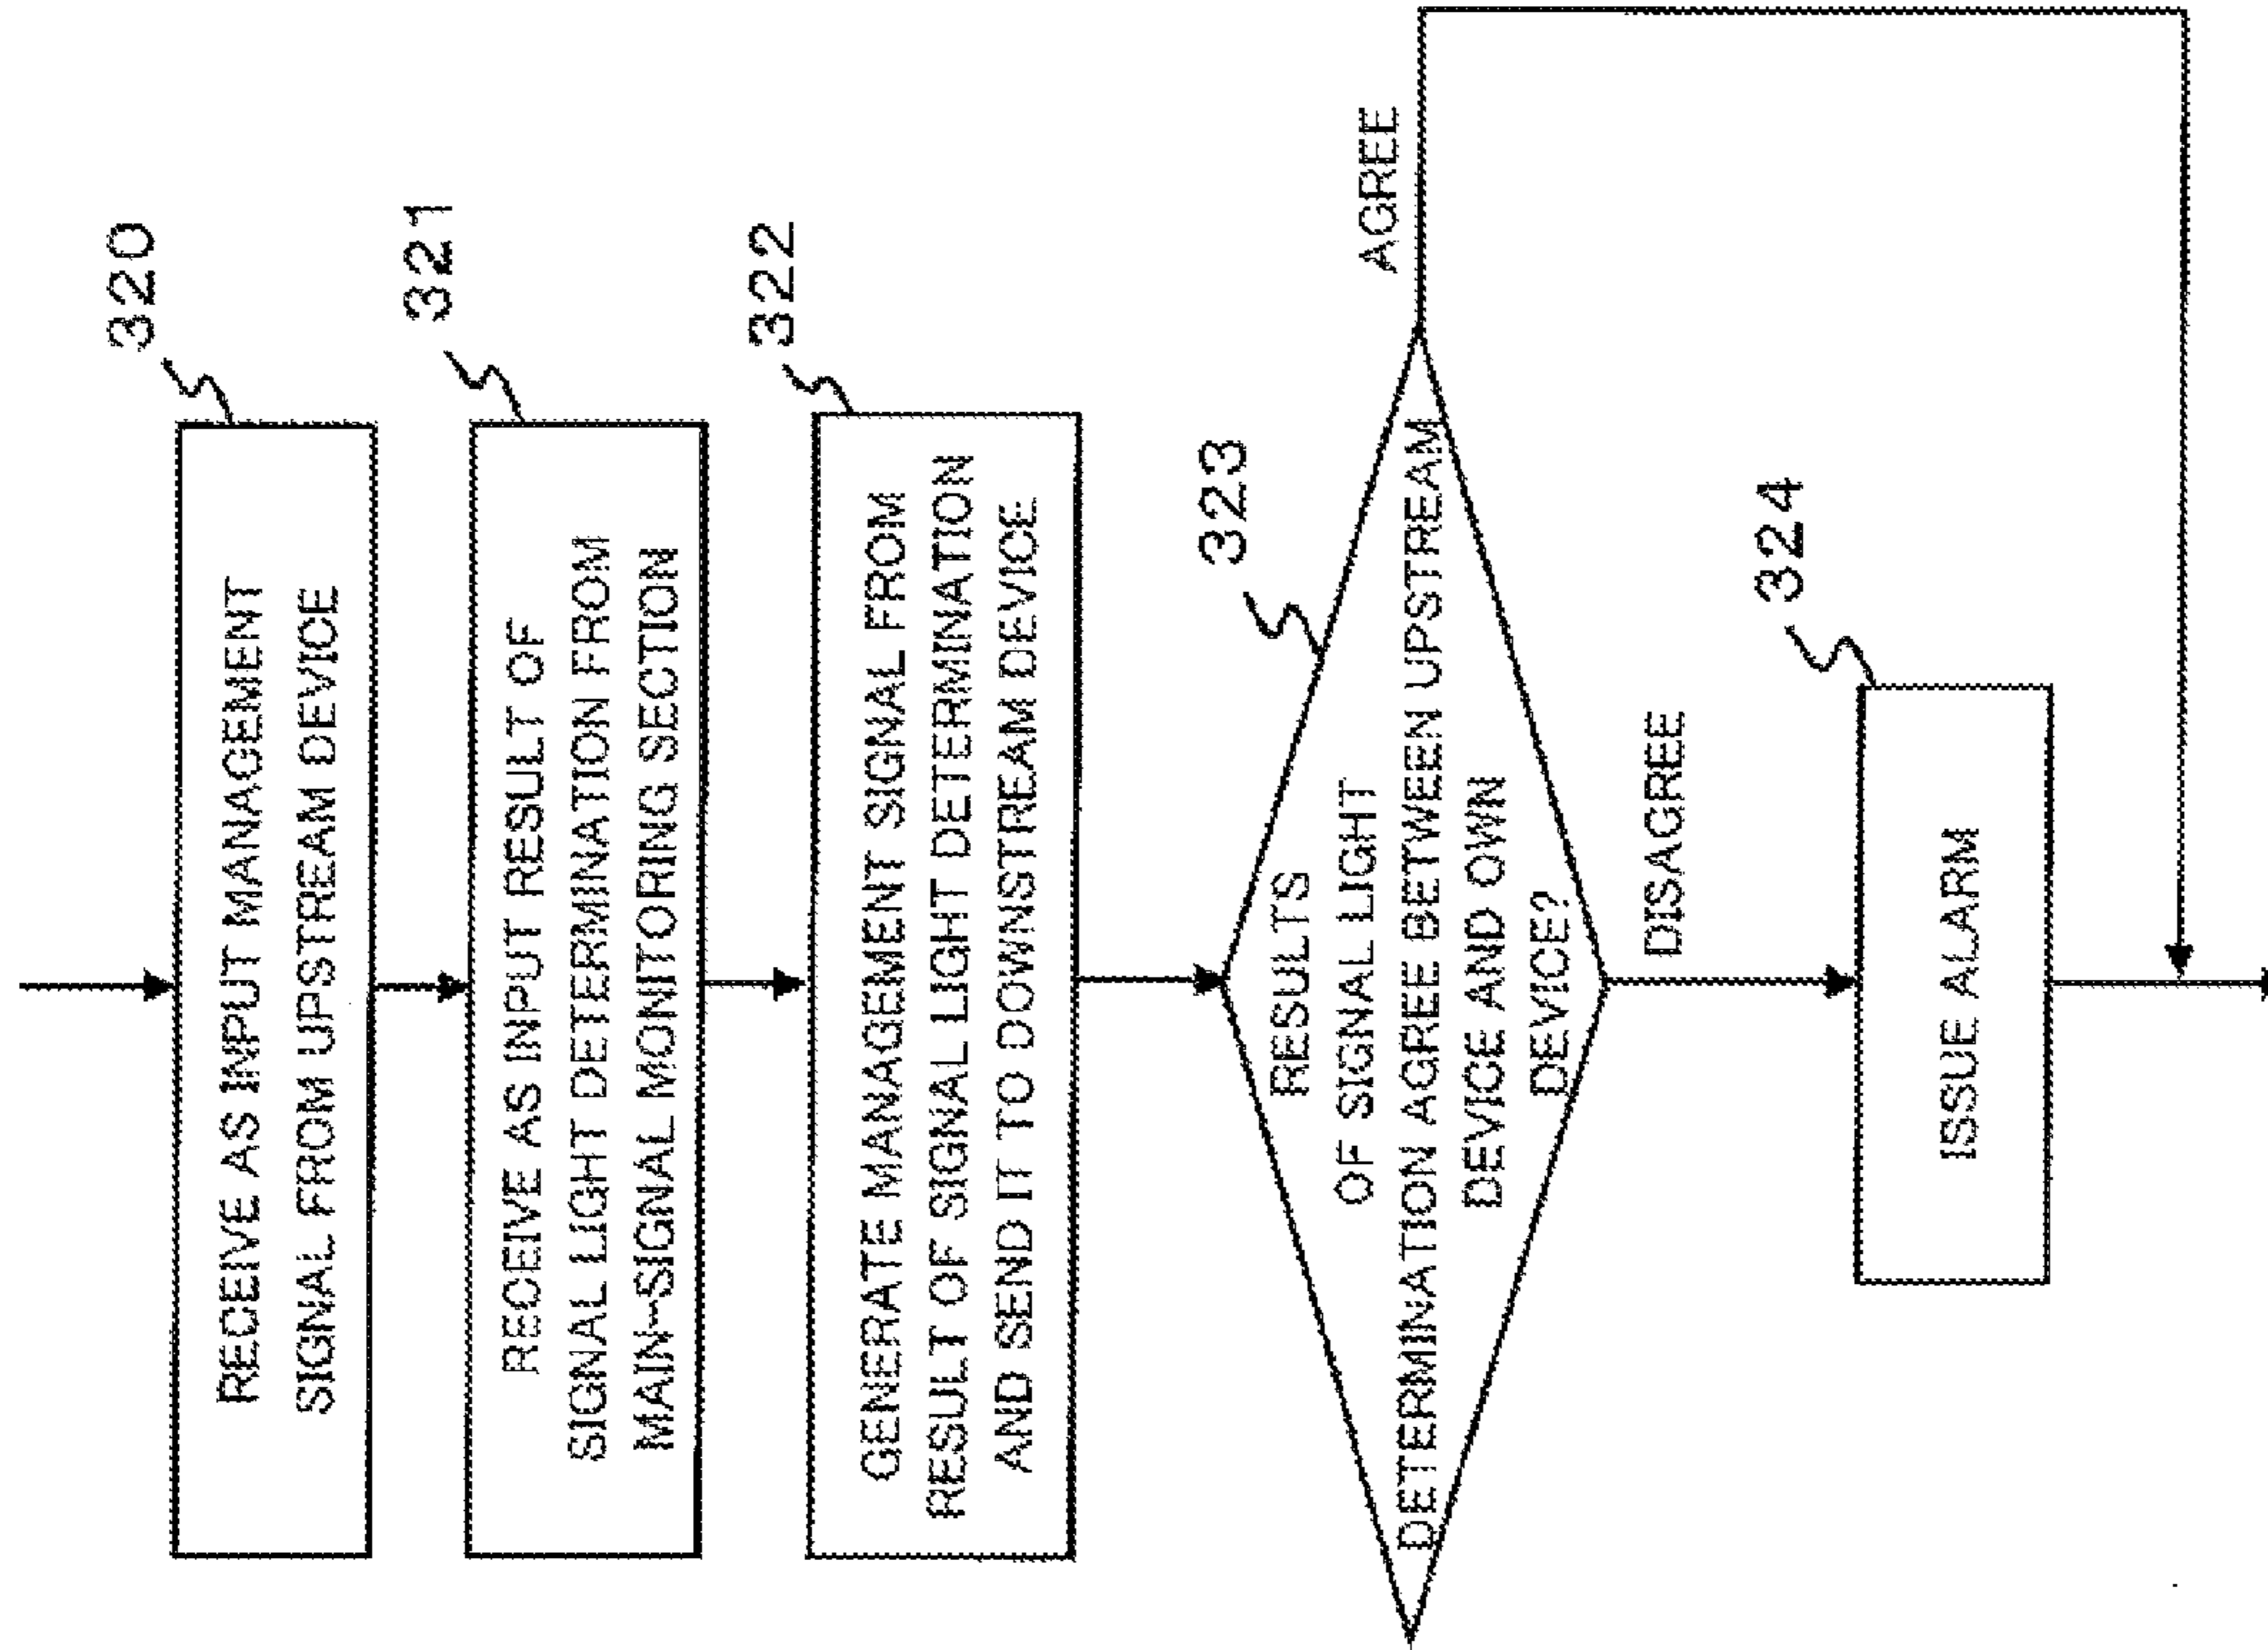 320
RECEIVE AS INPUT MANAGEMENT
SIGNAL FROM UPSTREAM DEVICE
321
RECEIVE AS INPUT RESULT OF
SIGNAL LIGHT DETERMINATION FROM
MAIN-SIGNAL MONITORING SECTION
322
GENERATE MANAGEMENT SIGNAL FROM
RESULT OF SIGNAL LIGHT DETERMINATION
AND SEND IT TO DOWNSTREAM DEVICE
323
RESULTS
OF SIGNAL LIGHT
DETERMINATION AGREE BETWEEN UPSTREAM
DEVICE AND OWN
DEVICE?
AGREE
DISAGREE
324
ISSUE ALARM